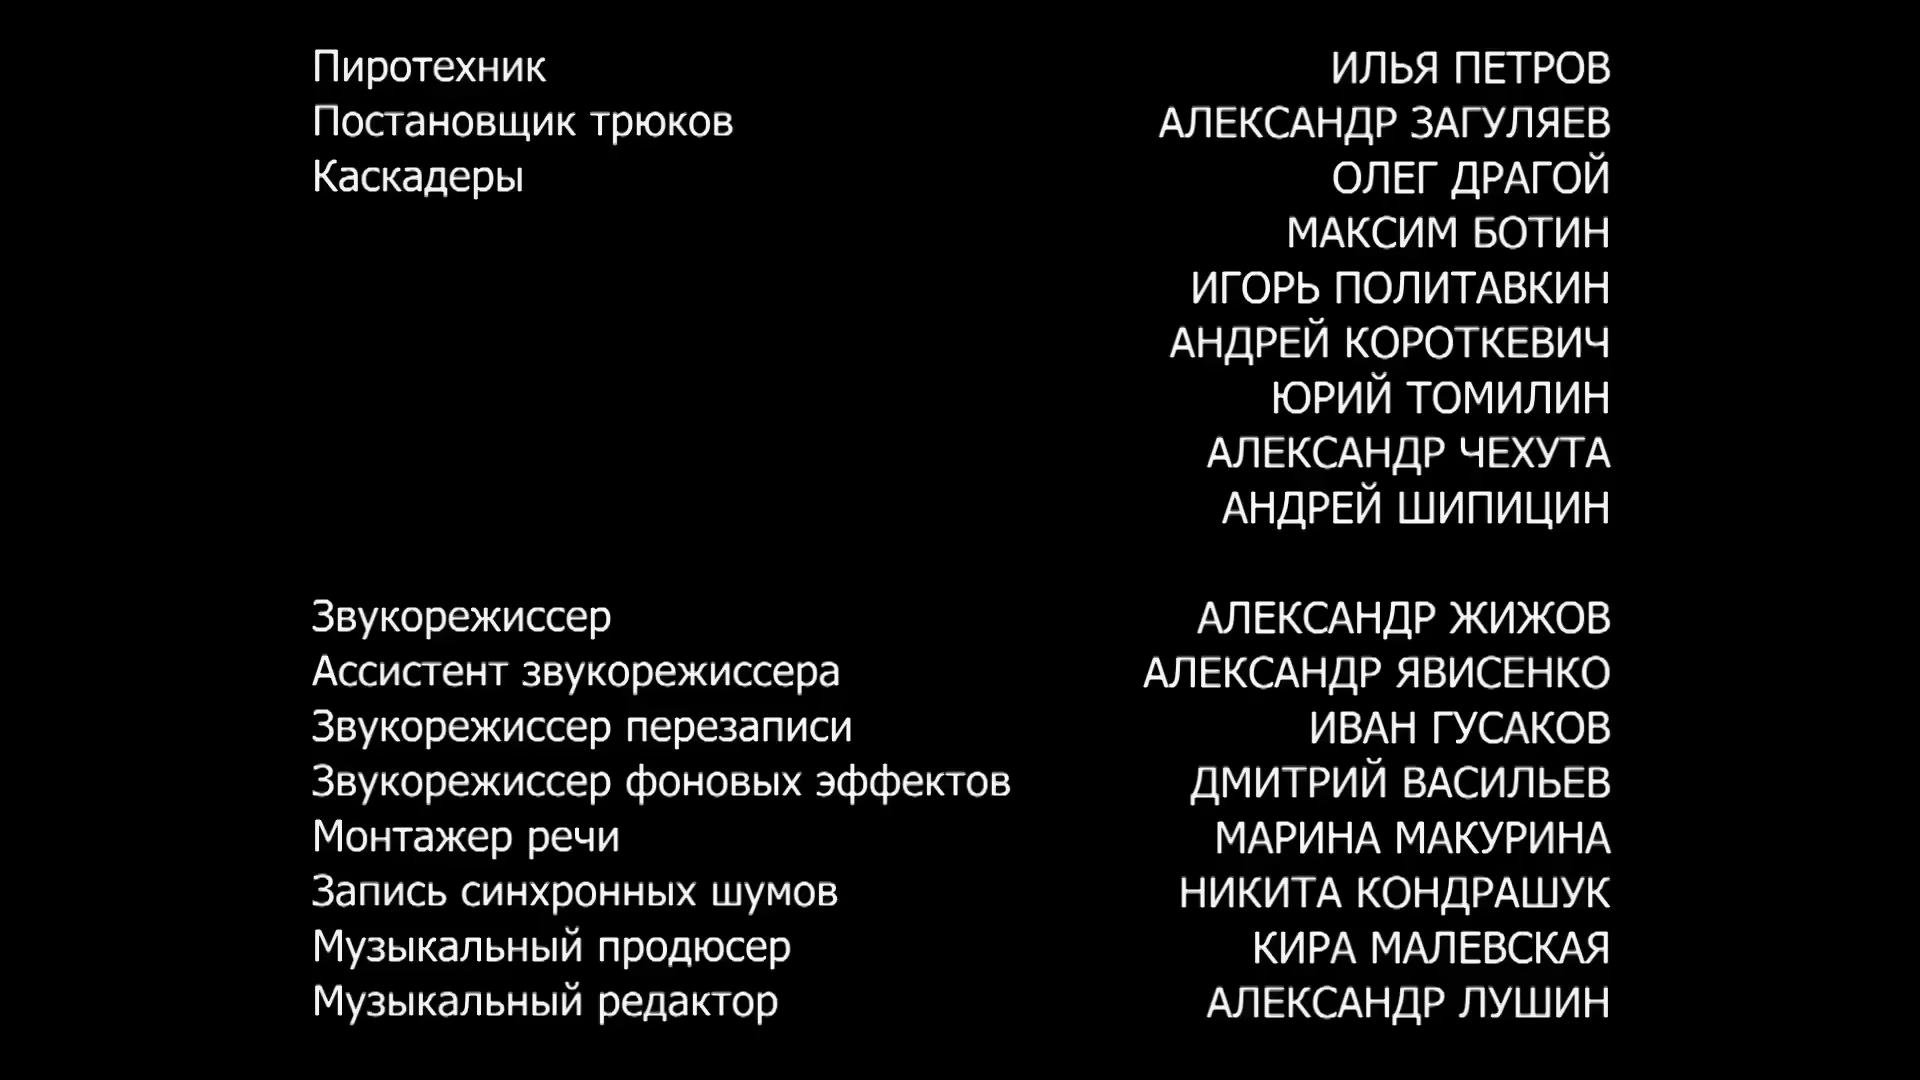 Пиротехник ИЛЬЯ ПЕТРОВ
Постановщик трюков АЛЕКСАНДР ЗАГУЛЯЕВ
Каскадеры ОЛЕГ ДРАГОЙ
МАКСИМ БОТИН
ИГОРЬ ПОЛИТАВКИН
АНДРЕЙ КОРОТКЕВИЧ
ЮРИЙ ТОМИЛИН
АЛЕКСАНДР ЧЕХУТА
АНДРЕЙ ШИПИЦИН
Звукорежиссер АЛЕКСАНДР ЖИЖОВ
Ассистент звукорежиссера АЛЕКСАНДР ЯВИСЕНКО
Звукорежиссер перезаписи ИВАН ГУСАКОВ
Звукорежиссер фоновых эффектов ДМИТРИЙ ВАСИЛЬЕВ
Монтажер речи МАРИНА МАКУРИНА
Запись синхронных шумов НИКИТА КОНДРАШУК
Музыкальный продюсер КИРА МАЛЕВСКАЯ
Музыкальный редактор АЛЕКСАНДР ЛУШИН